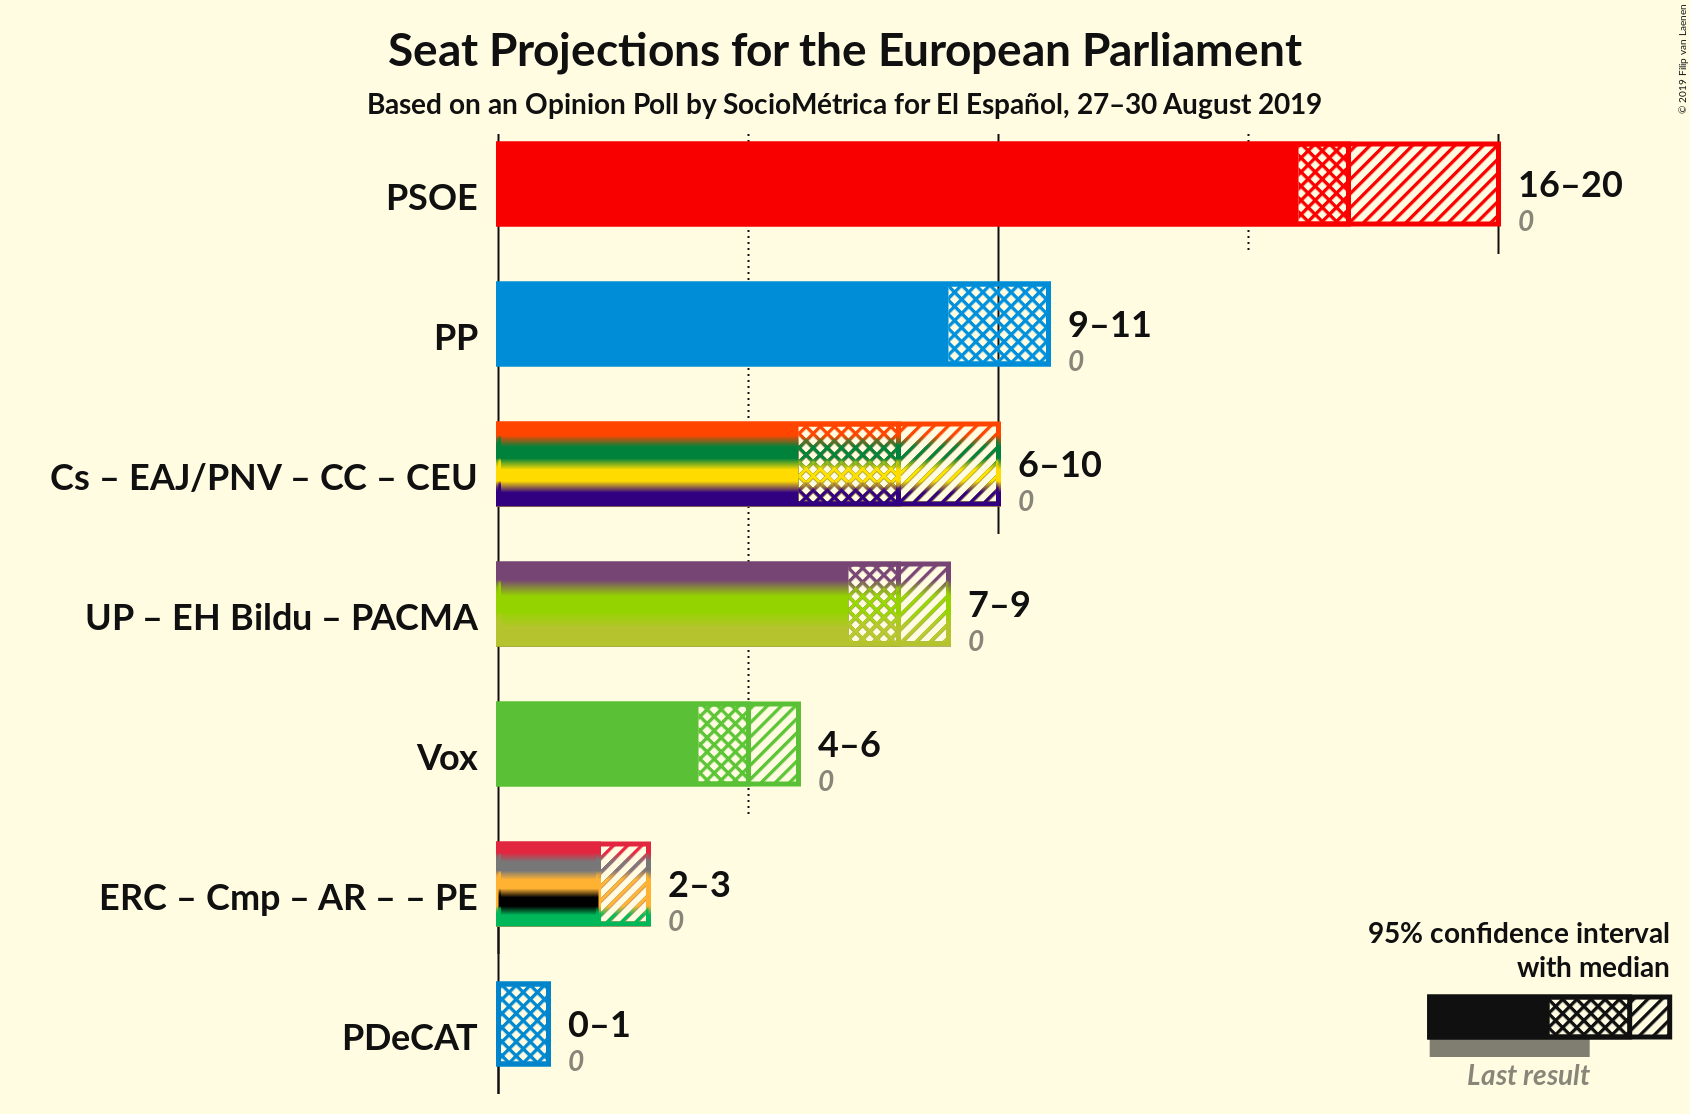 Seat Projections for the European Parliament
Based on an Opinion Poll by SocioMétrica for El Español, 27–30 August 2019
© 2019 Filip van Laenen
PSOE
16–20
0
PP
9–11
0
Cs – EAJ/PNV – CC – CEU
6–10
0
UP – EH Bildu – PACMA
7–9
0
Vox
4–6
0
ERC – Cmp – AR – – PE
2–3
0
PDeCAT
0–1
0
95% confidence interval
with median
Last result